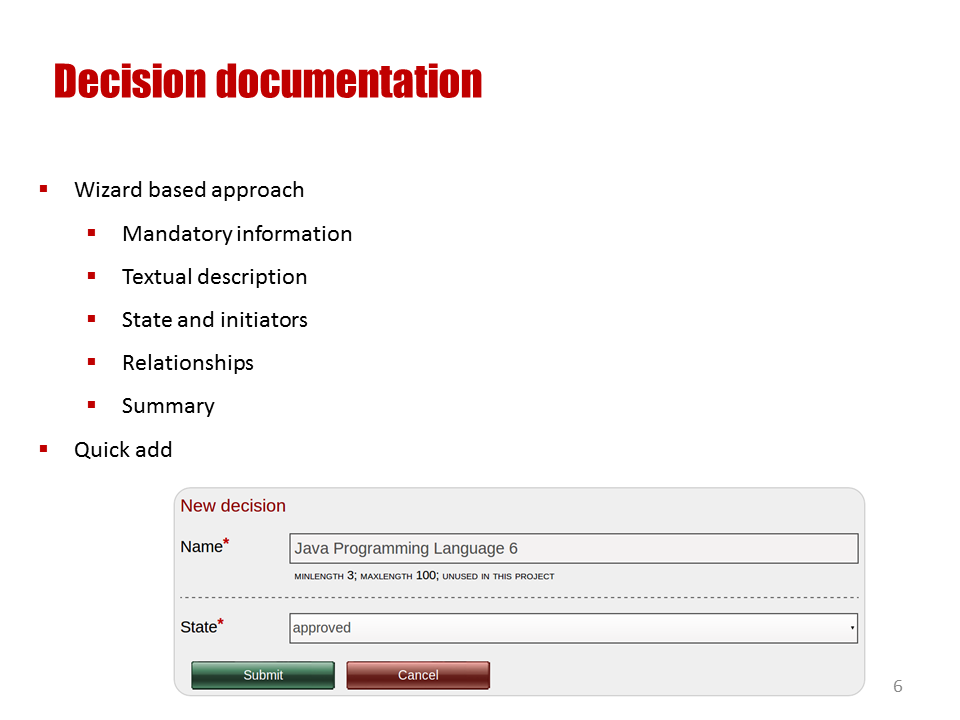 Decision documentation
Wizard based approach
Mandatory information
Textual description
State and initiators
Relationships
Summary
Quick add
New decision
Name*
Java Programming Language 6
MINLENGTH 3; MAXLENGTH 100; UNUSED IN THIS PROJECT
State*
approved
Submit Cancel
6